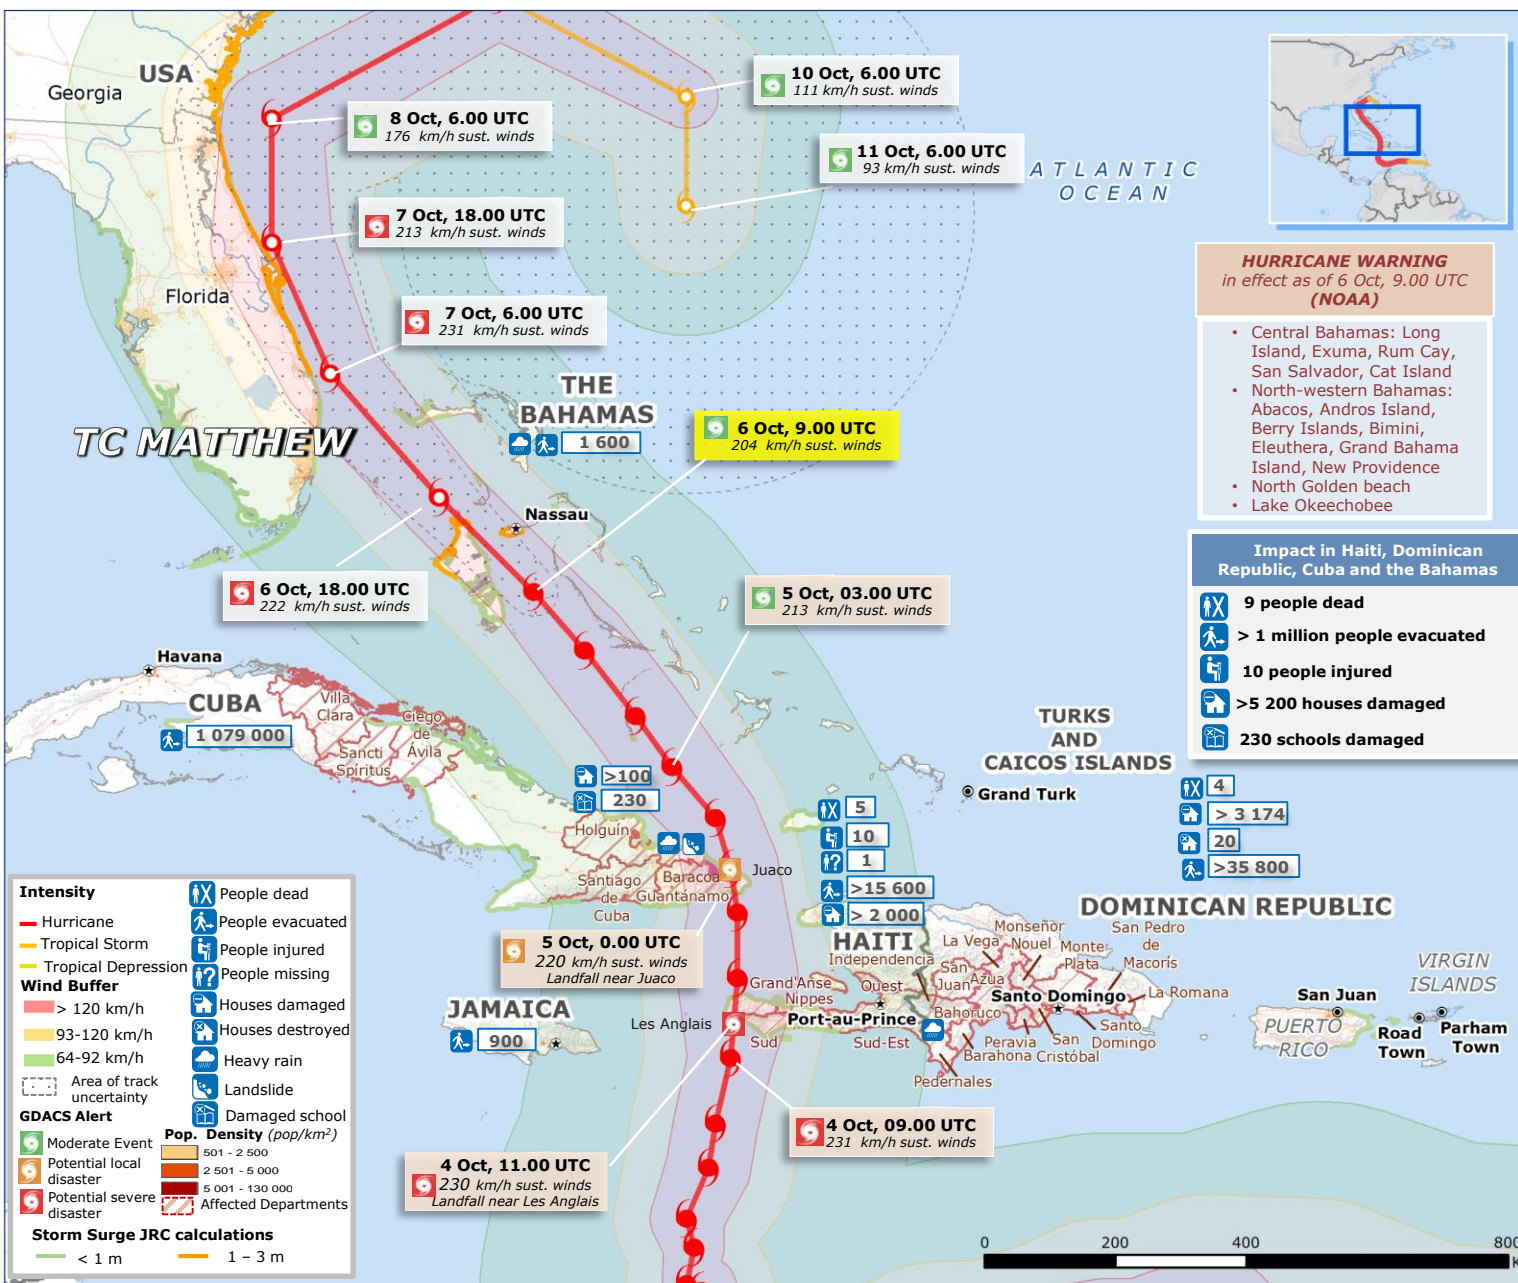 USA
Georgia
Florida
TC MATTHEW
8 Oct, 6.00 UTC
176 km/h sust. winds
7 Oct, 18.00 UTC
213 km/h sust. winds
7 Oct, 6.00 UTC
231 km/h sust. winds
10 Oct, 6.00 UTC
111 km/h sust. winds
11 Oct, 6.00 UTC
93 km/h sust. winds
ATLANTIC
OCEAN
HURRICANE WARNING
in effect as of 6 Oct, 9.00 UTC
(NOAA)
• Central Bahamas: Long
Island, Exuma, Rum Cay,
San Salvador, Cat Island
• North-western Bahamas:
Abacos, Andros Island,
Berry Islands, Bimini,
Eleuthera, Grand Bahama
Island, New Providence
• North Golden beach
• Lake Okeechobee
THE
BAHAMAS
1 600
6 Oct, 9.00 UTC
204 km/h sust. winds
Nassau
6 Oct, 18.00 UTC
222 km/h sust. winds
5 Oct, 03.00 UTC
213 km/h sust. winds
Impact in Haiti, Dominican
Republic, Cuba and the Bahamas
9 people dead
> 1 million people evacuated
10 people injured
>5 200 houses damaged
230 schools damaged
Havana
CUBA
1 079 000
Villa
Clara
Ciego
de
Ávila
Sancti
Spíritus
>100
230
Holguín
Santiago
de
Cuba
Baracoa
Guantánamo
Juaco
5 Oct, 0.00 UTC
220 km/h sust. winds
Landfall near Juaco
TURKS
AND
CAICOS ISLANDS
Grand Turk
5
10
1
>15 600
> 2 000
4
> 3 174
20
>35 800
DOMINICAN REPUBLIC
HAITI
Independencia
La Vega
Monseñor
Nouel
Monte
Plata
San Pedro
de
Macorís
San
Juan
Azua
Bahoruco
Santo Domingo
La Romana
Peravia
Barahona
San
Cristóbal
Santo
Domingo
Pedernales
Grand'Anse
Nippes
Ouest
Port-au-Prince
Sud
Sud-Est
Les Anglais
JAMAICA
900
VIRGIN
ISLANDS
San Juan
PUERTO
RICO
Road
Town
Parham
Town
4 Oct, 09.00 UTC
231 km/h sust. winds
4 Oct, 11.00 UTC
230 km/h sust. winds
Landfall near Les Anglais
Intensity
Hurricane
Tropical Storm
Tropical Depression
Wind Buffer
> 120 km/h
93-120 km/h
64-92 km/h
Area of track
uncertainty
GDACS Alert
Moderate Event
Potential local
disaster
Potential severe
disaster
People dead
People evacuated
People injured
People missing
Houses damaged
Houses destroyed
Heavy rain
Landslide
Damaged school
Pop. Density (pop/km²)
501 - 2 500
2 501 - 5 000
5 001 - 130 000
Affected Departments
Storm Surge JRC calculations
< 1 m
1 – 3 m
0
200
400
800